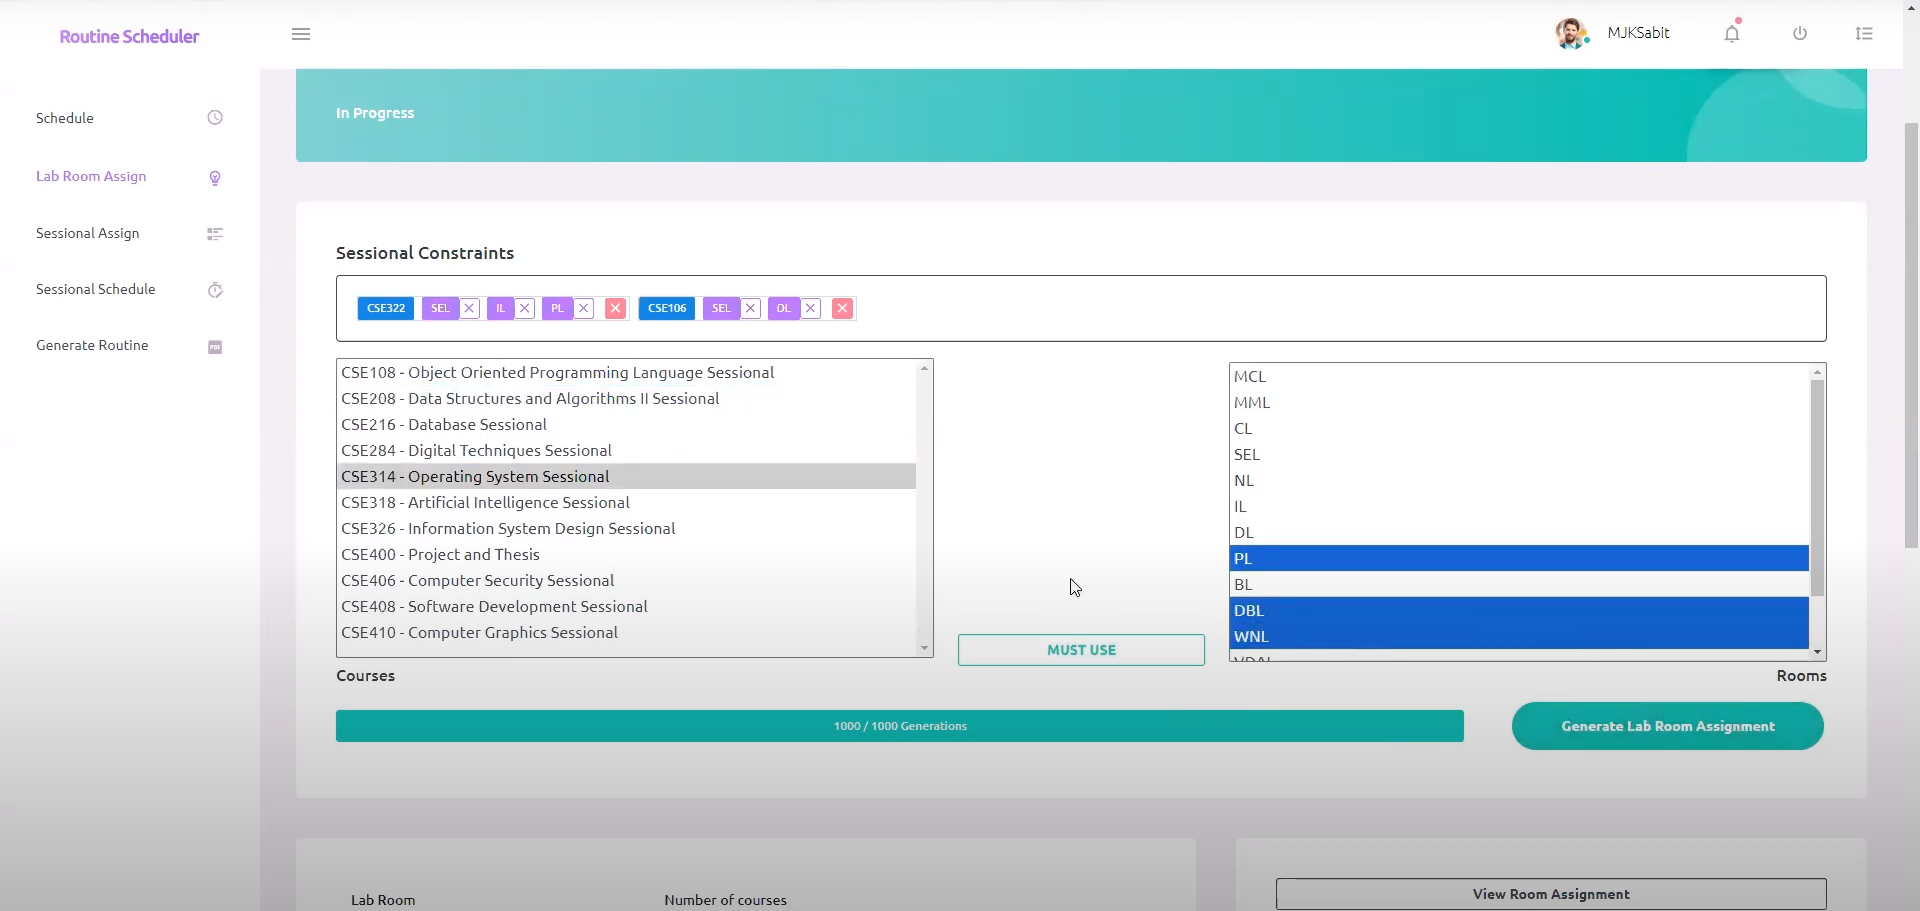 Routine Scheduler
MJKSabit
Schedule
Lab Room Assign
Sessional Assign
Sessional Schedule
Generate Routine
PDF
In Progress
Sessional Constraints
CSE322 SEL IL PL CSE106 SEL DL
CSE108 - Object Oriented Programming Language Sessional
CSE208 - Data Structures and Algorithms II Sessional
CSE216 - Database Sessional
CSE284 - Digital Techniques Sessional
CSE314 - Operating System Sessional
CSE318 - Artificial Intelligence Sessional
CSE326 - Information System Design Sessional
CSE400 - Project and Thesis
CSE406 - Computer Security Sessional
CSE408 - Software Development Sessional
CSE410 - Computer Graphics Sessional
Courses
MUST USE
MCL
MML
CL
SEL
NL
IL
DL
PL
BL
DBL
WNL
Rooms
1000 / 1000 Generations
Generate Lab Room Assignment
Lab Room Number of courses
View Room Assignment